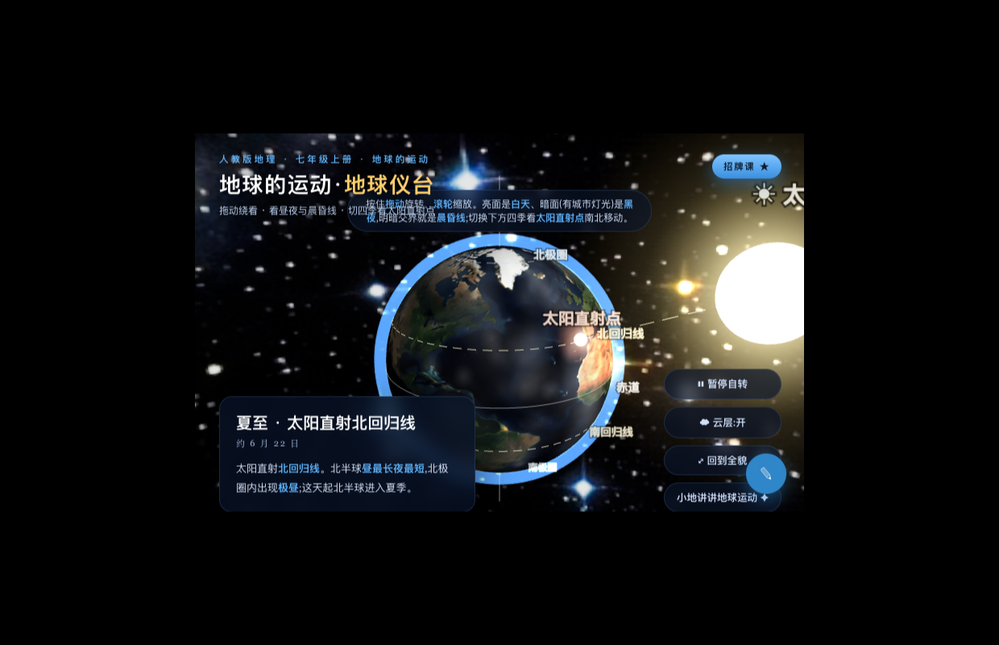 人教版地理 · 七年级上册 · 地球的运动
招牌课 ★
地球的运动·地球仪台
拖动绕看 · 看昼夜与晨昏线 · 切四季看太阳直射点
按住拖动旋转、滚轮缩放。亮面是白天、暗面(有城市灯光)是黑
夜,明暗交界就是晨昏线;切换下方四季看太阳直射点南北移动。
☀ 太
北极圈
太阳直射点
北回归线
赤道
南回归线
南极圈
夏至 · 太阳直射北回归线
约 6 月 22 日
太阳直射北回归线。北半球昼最长夜最短,北极
圈内出现极昼;这天起北半球进入夏季。
⏸ 暂停自转
☁ 云层:开
⤢ 回到全貌
小地讲讲地球运动 ✦